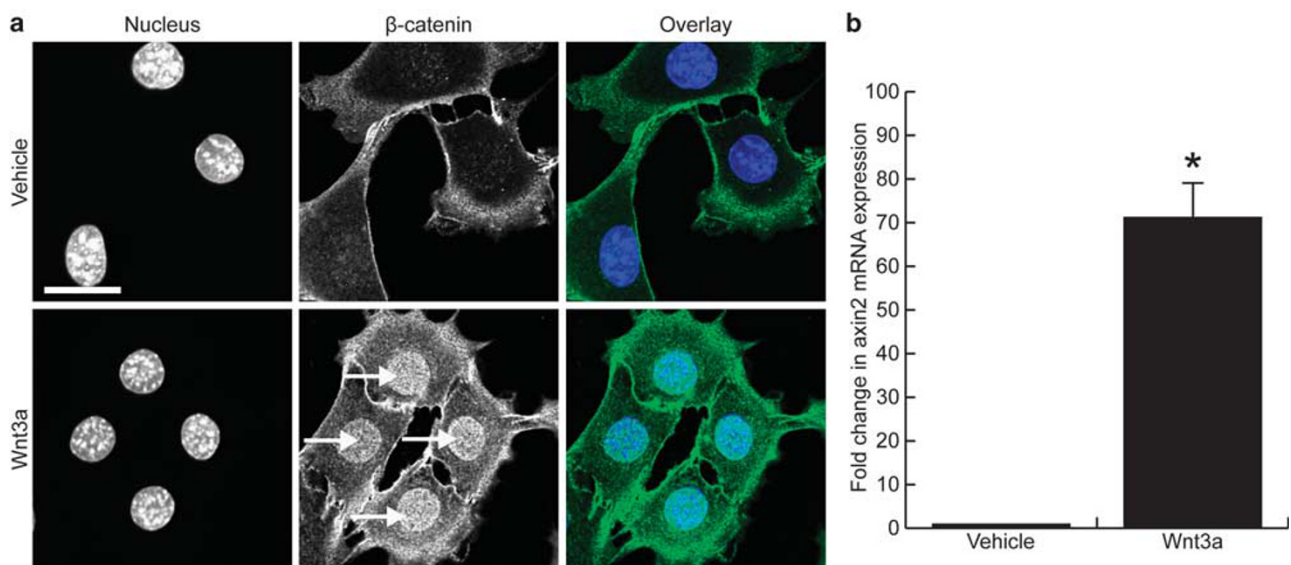 a
Nucleus
β-catenin
Overlay
Vehicle
Wnt3a
b
Fold change in axin2 mRNA expression
100
90
80
70
60
50
40
30
20
10
0
*
Vehicle
Wnt3a